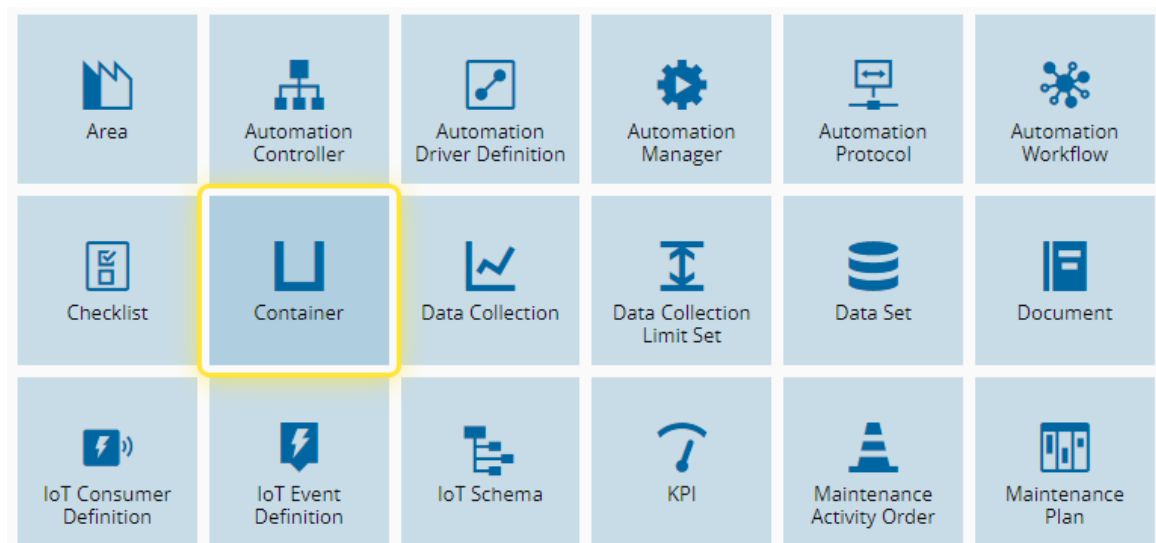 Area
Automation
Controller
Automation
Driver Definition
Automation
Manager
Automation
Protocol
Automation
Workflow
Checklist
Container
Data Collection
Data Collection
Limit Set
Data Set
Document
IoT Consumer
Definition
IoT Event
Definition
IoT Schema
KPI
Maintenance
Activity Order
Maintenance
Plan